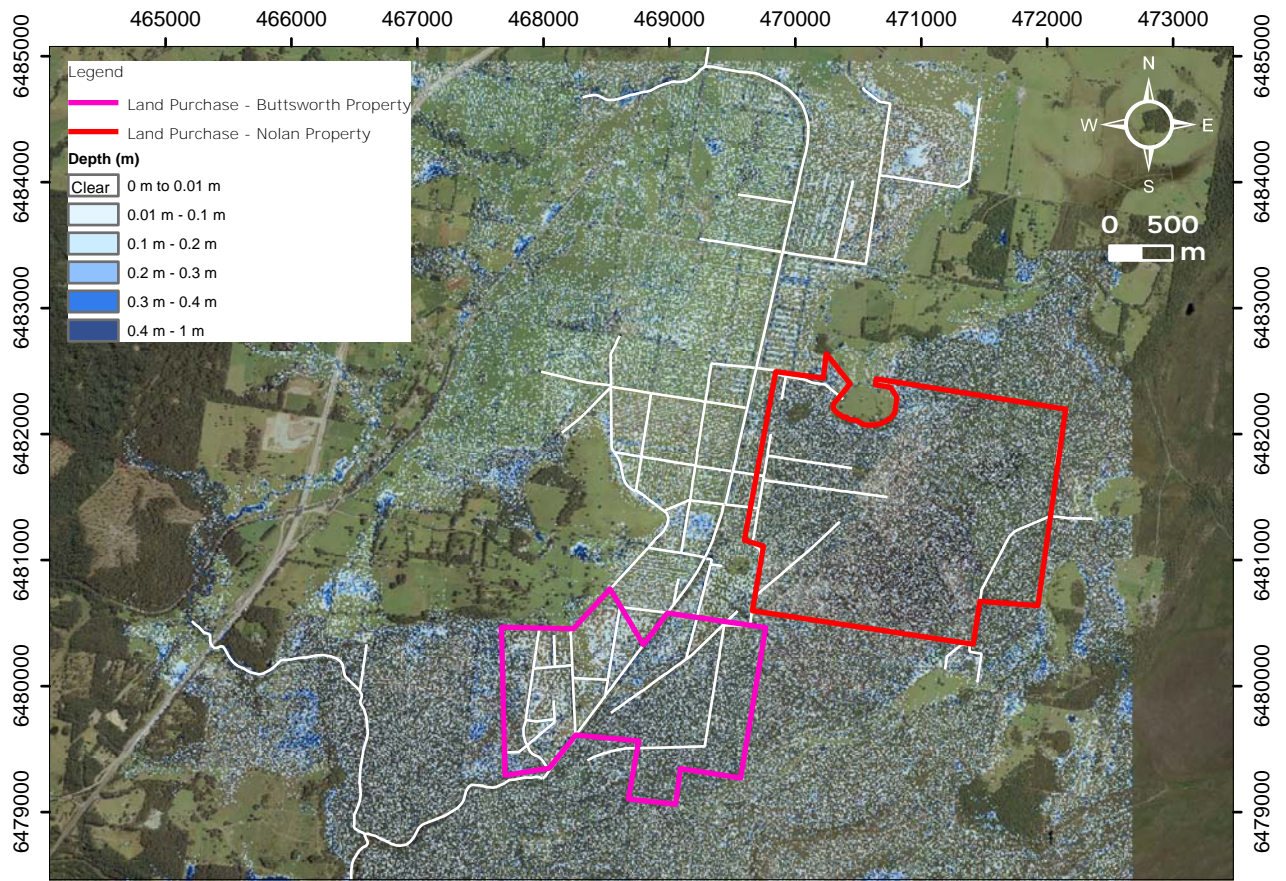 465000 466000 467000 468000 469000 470000 471000 472000 473000
6485000 6485000
Legend
Land Purchase - Buttsworth Property
Land Purchase - Nolan Property
Depth (m)
Clear 0 m to 0.01 m
0.01 m - 0.1 m
0.1 m - 0.2 m
0.2 m - 0.3 m
0.3 m - 0.4 m
0.4 m - 1 m
N
W E
S
0 500
m
6484000 6484000
6483000 6483000
6482000 6482000
6481000 6481000
6480000 6480000
6479000 6479000